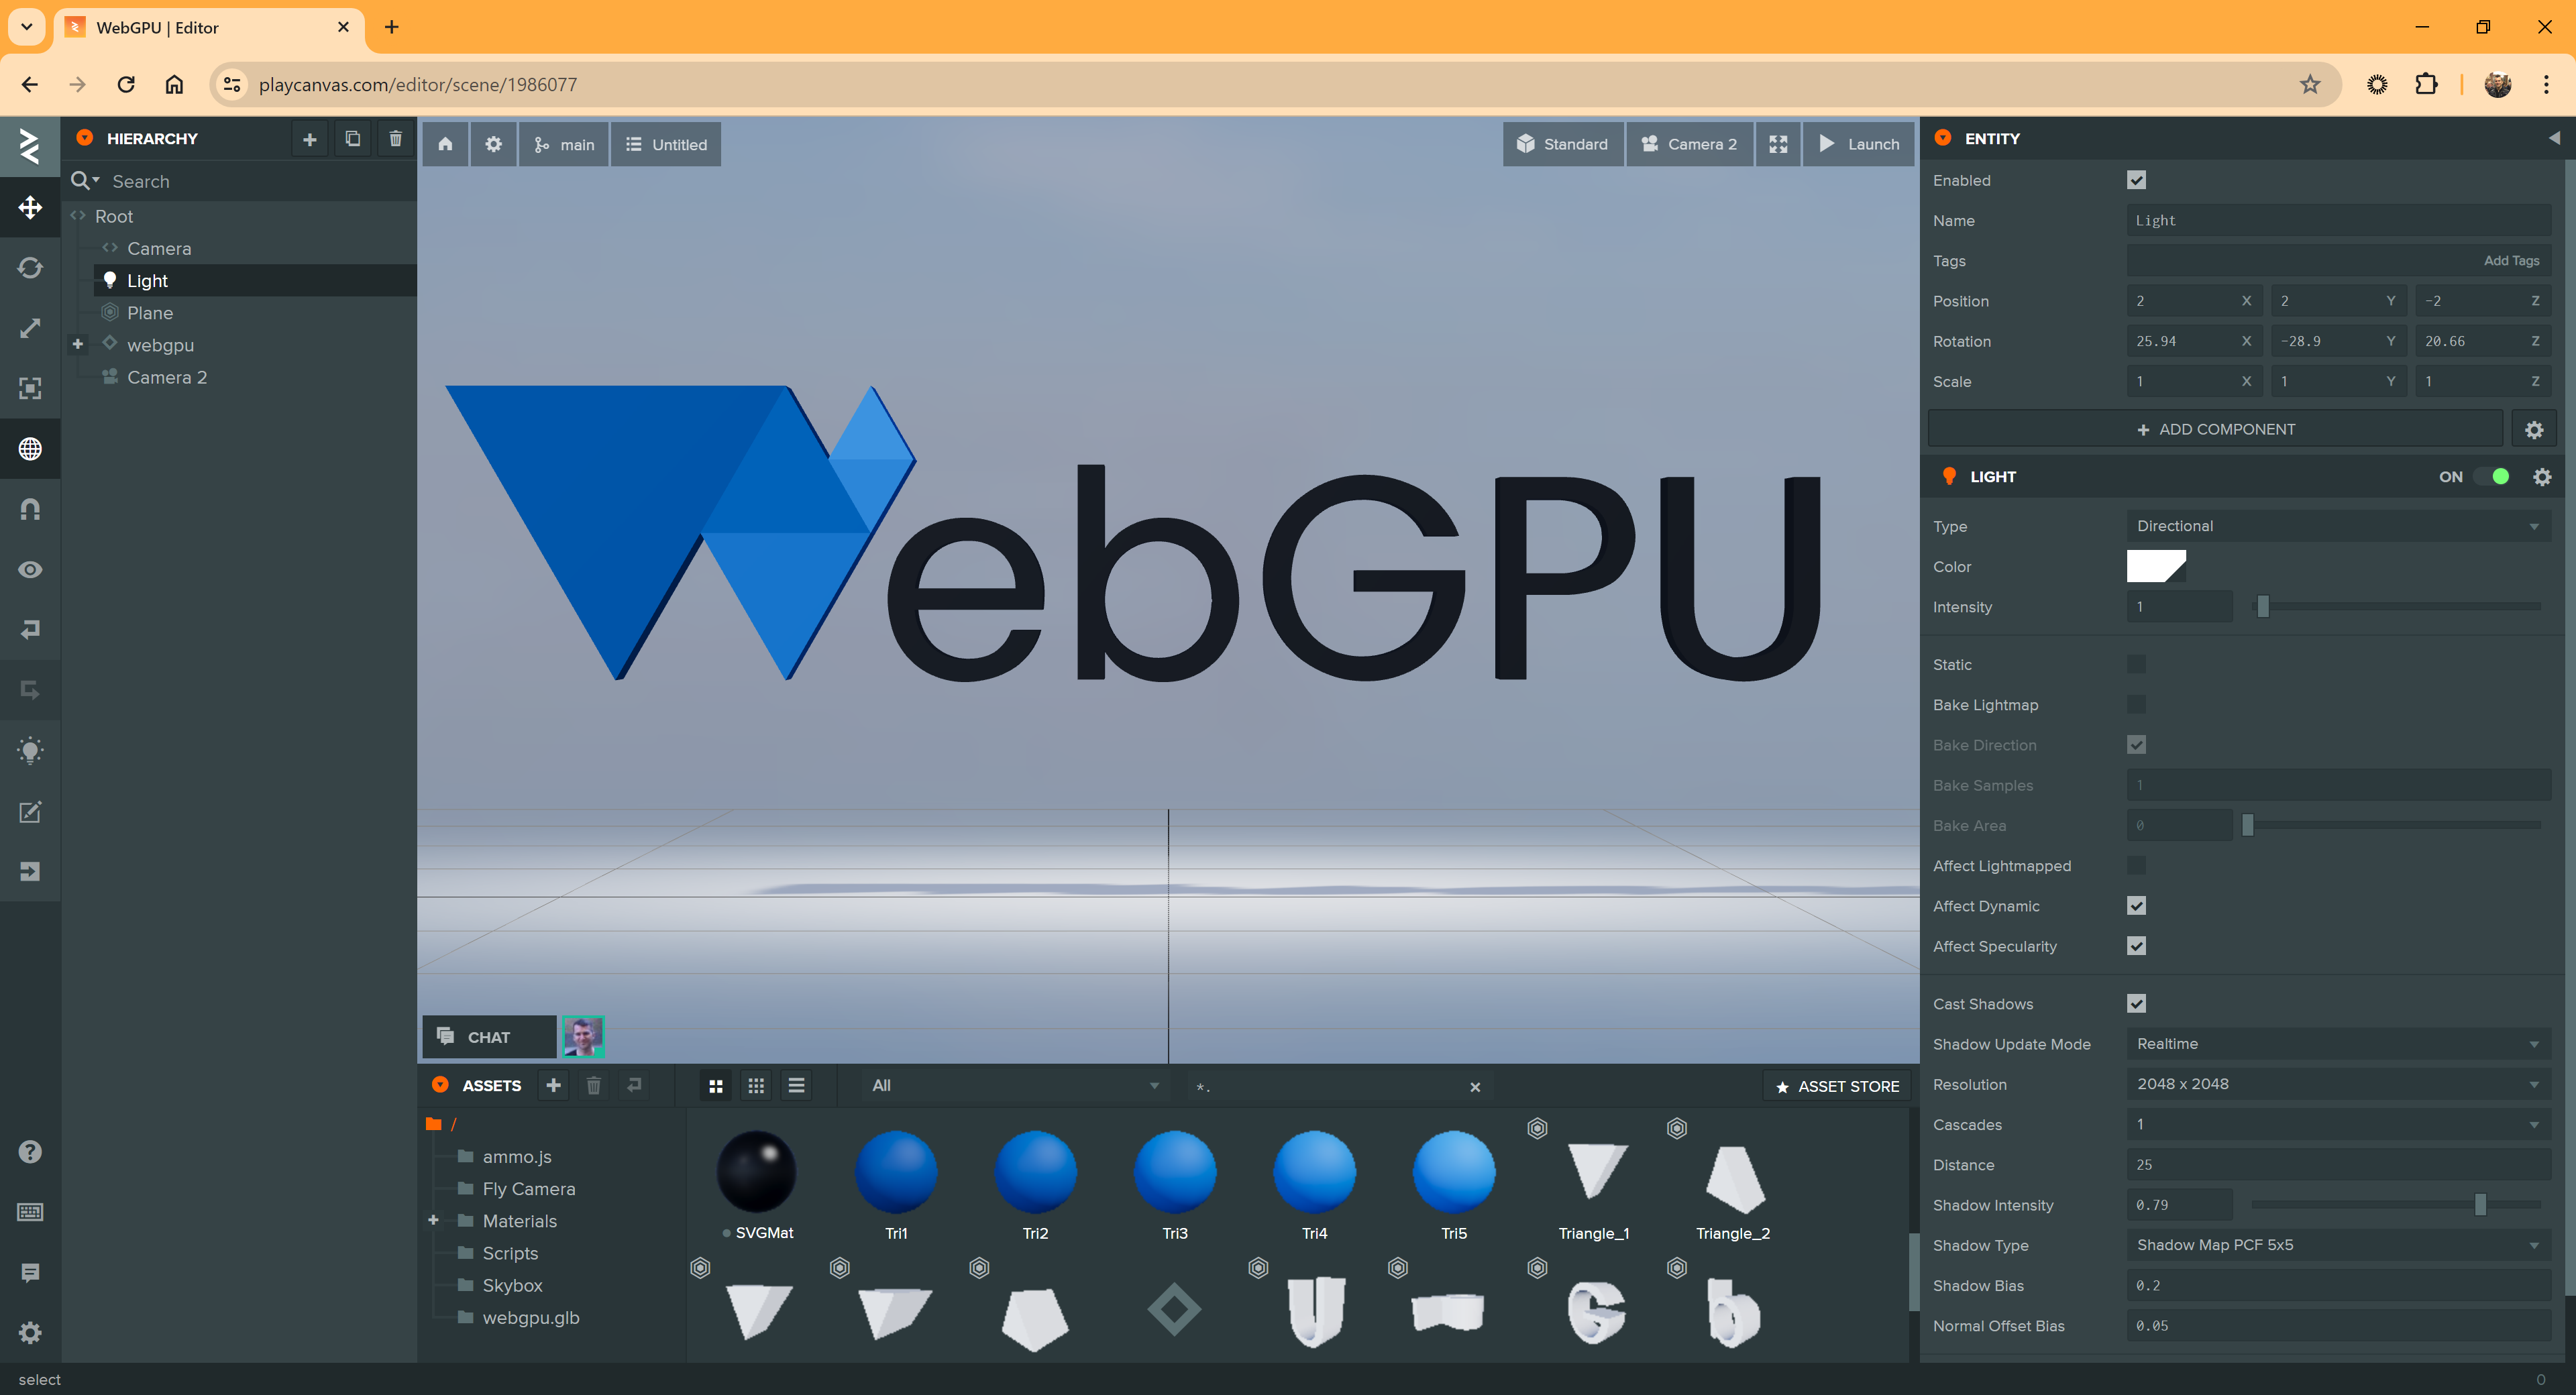 WebGPU | Editor
playcanvas.com/editor/scene/1986077
HIERARCHY
Search
Root
Camera
Light
Plane
webgpu
Camera 2
main
Untitled
Standard
Camera 2
Launch
WebGPU
CHAT
ASSETS
All
*.
ASSET STORE
/
ammo.js
Fly Camera
Materials
Scripts
Skybox
webgpu.glb
SVGMat
Tri1
Tri2
Tri3
Tri4
Tri5
Triangle_1
Triangle_2
ENTITY
Enabled
Name Light
Tags Add Tags
Position 2 X 2 Y -2 Z
Rotation 25.94 X -28.9 Y 20.66 Z
Scale 1 X 1 Y 1 Z
ADD COMPONENT
LIGHT ON
Type Directional
Color
Intensity 1
Static
Bake Lightmap
Bake Direction
Bake Samples 1
Bake Area 0
Affect Lightmapped
Affect Dynamic
Affect Specularity
Cast Shadows
Shadow Update Mode Realtime
Resolution 2048 x 2048
Cascades 1
Distance 25
Shadow Intensity 0.79
Shadow Type Shadow Map PCF 5x5
Shadow Bias 0.2
Normal Offset Bias 0.05
select
0